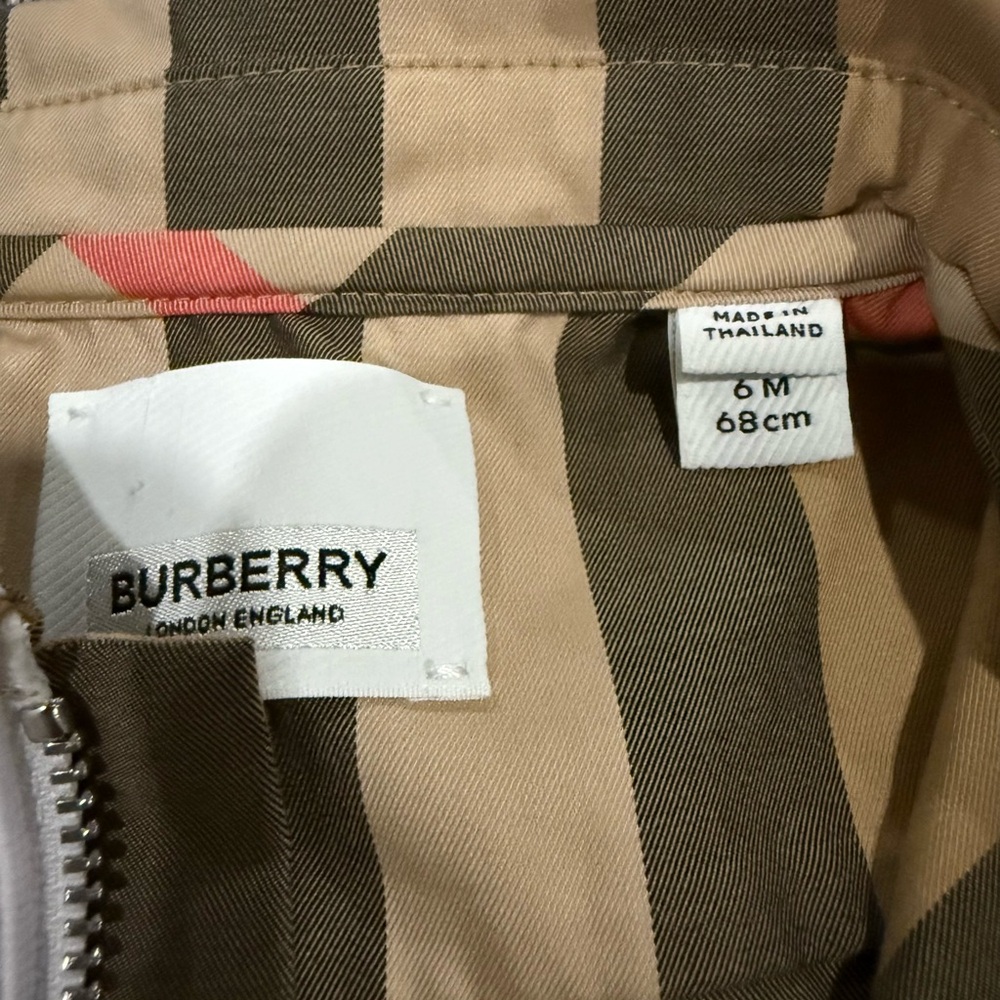 MADE IN
THAILAND
6 M
68cm
BURBERRY
LONDON ENGLAND